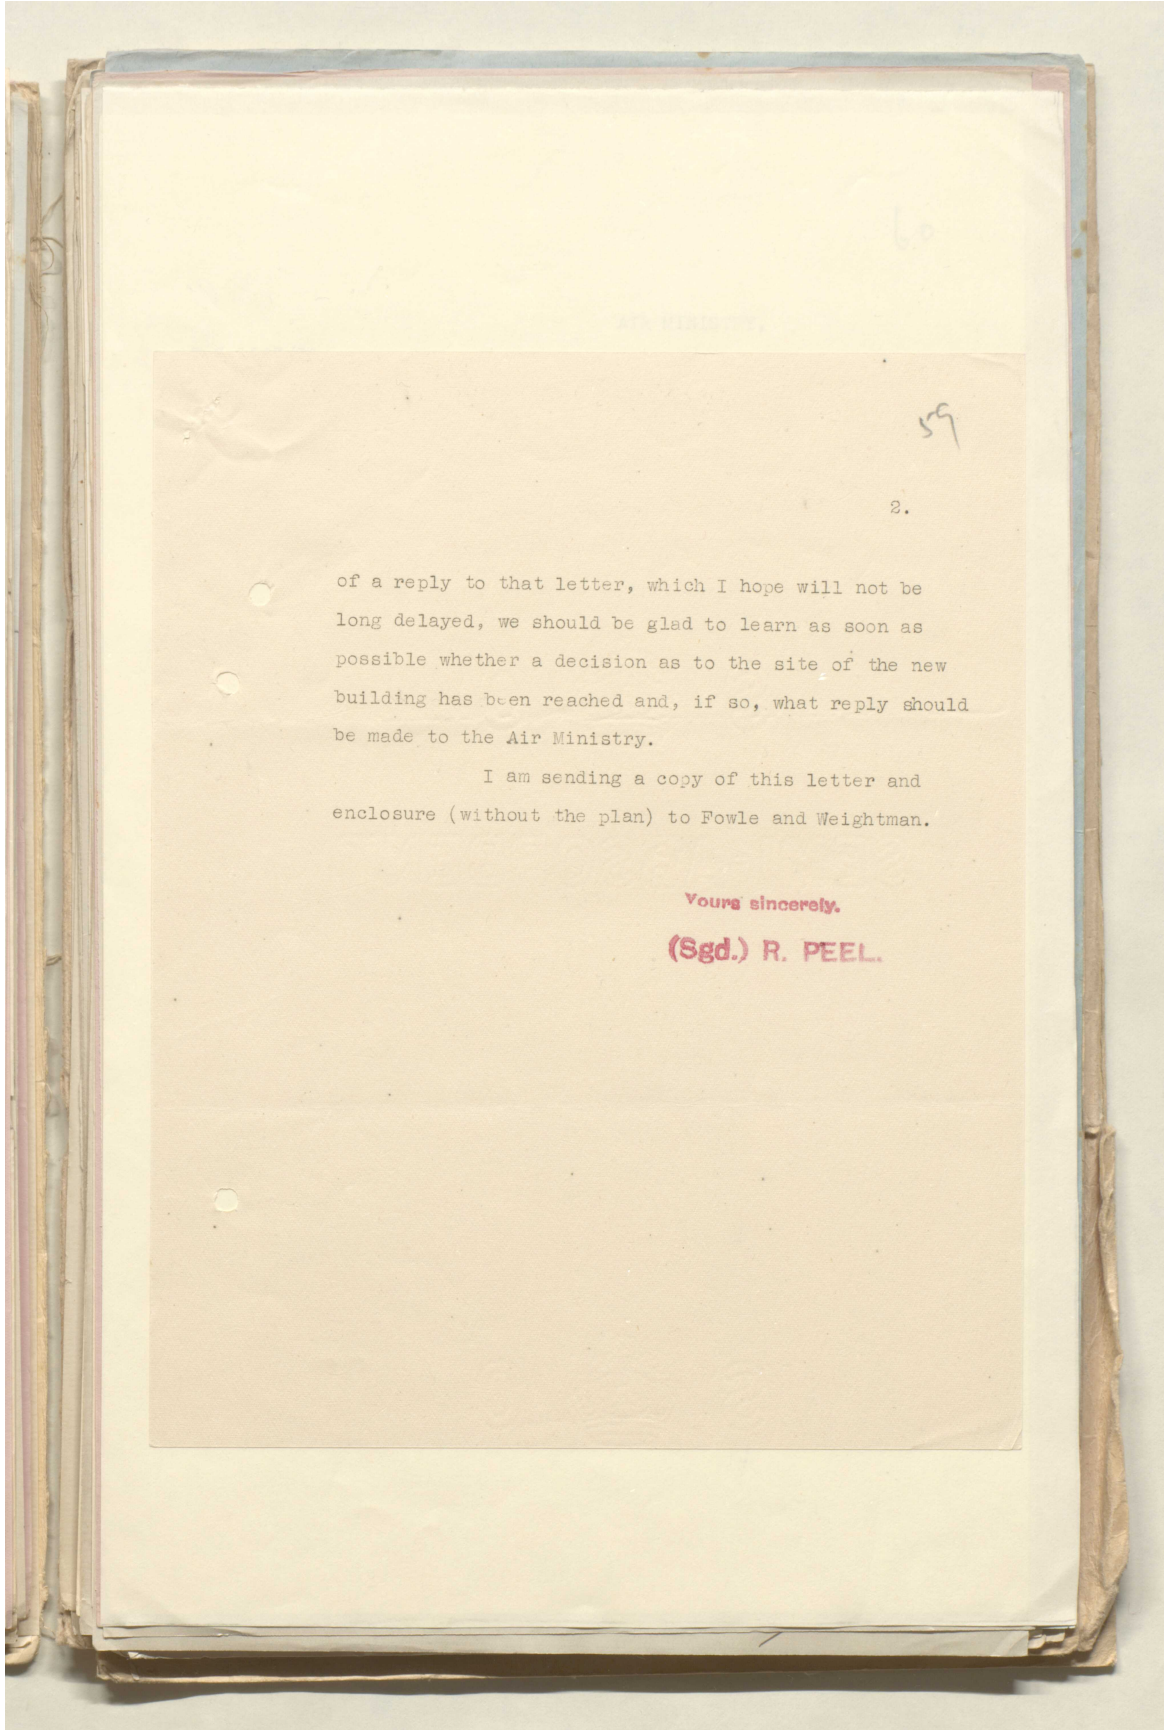 59
2.
of a reply to that letter, which I hope will not be
long delayed, we should be glad to learn as soon as
possible whether a decision as to the site of the new
building has been reached and, if so, what reply should
be made to the Air Ministry.
I am sending a copy of this letter and
enclosure (without the plan) to Fowle and Weightman.
Yours sincerely.
(Sgd.) R. PEEL.